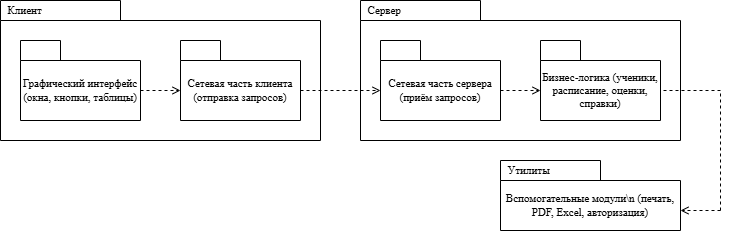 Клиент
Сервер
Графический интерфейс
(окна, кнопки, таблицы)
Сетевая часть клиента
(отправка запросов)
Сетевая часть сервера
(приём запросов)
Бизнес-логика (ученики,
расписание, оценки,
справки)
Утилиты
Вспомогательные модули\n (печать,
PDF, Excel, авторизация)